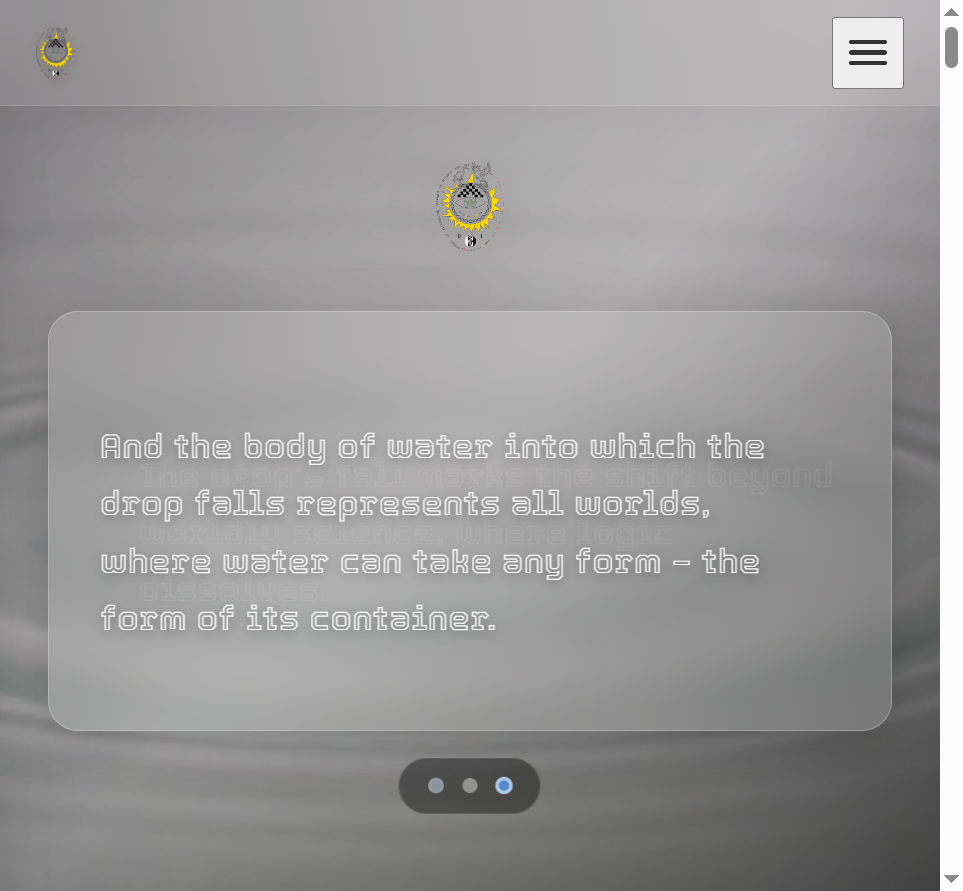 And the body of water into which the
drop falls represents all worlds,
where water can take any form – the
form of its container.
The drop's fall marks the shift beyond
worldly science, where logic
dissolves.